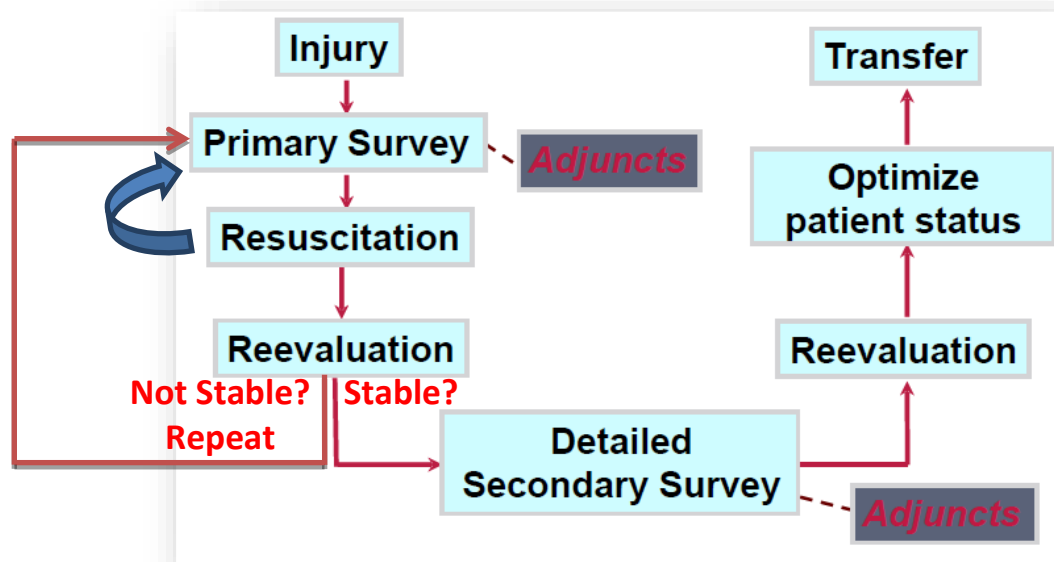 Injury
Primary Survey
Adjuncts
Resuscitation
Reevaluation
Not Stable?
Repeat
Stable?
Detailed
Secondary Survey
Adjuncts
Reevaluation
Optimize
patient status
Transfer